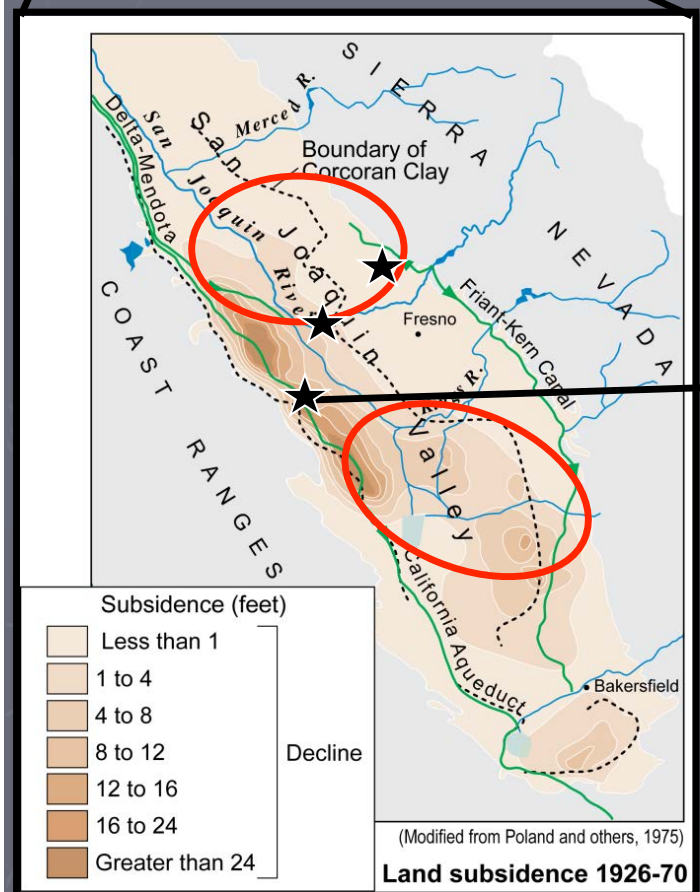 SIERRA
NEVADA
Merced R.
San
Joaquin
River
San
Joaquin
Valley
Delta-Mendota
Boundary of
Corcoran Clay
Fresno
Friant-Kern Canal
COAST RANGES
California Aqueduct
Bakersfield
Subsidence (feet)
Less than 1
1 to 4
4 to 8
8 to 12
12 to 16
16 to 24
Greater than 24
Decline
(Modified from Poland and others, 1975)
Land subsidence 1926-70